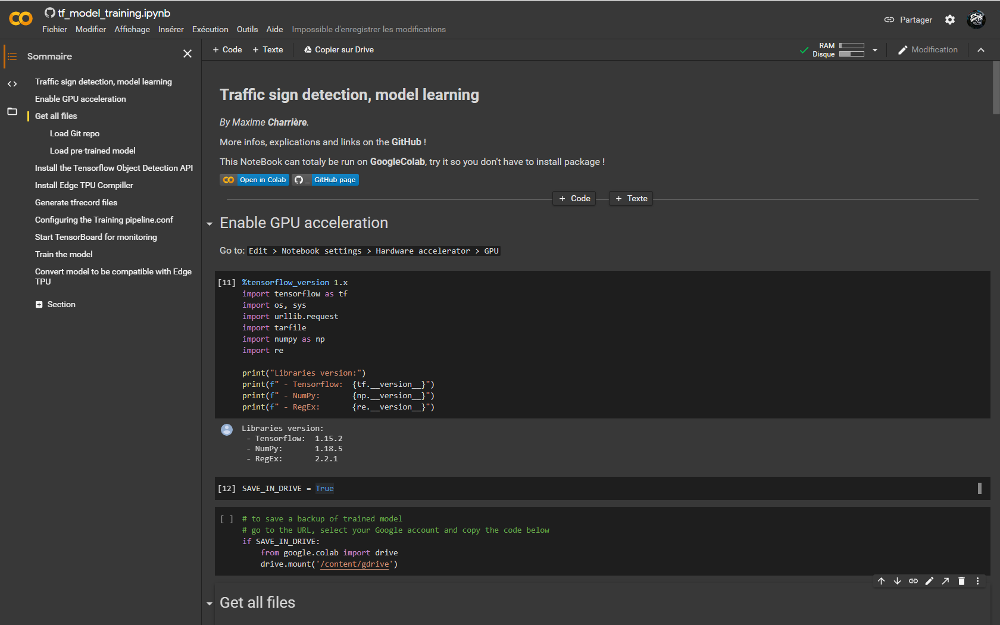 tf_model_training.ipynb
Fichier Modifier Affichage Insérer Exécution Outils Aide Impossible d'enregistrer les modifications
Partager
Sommaire
Traffic sign detection, model learning
Enable GPU acceleration
Get all files
Load Git repo
Load pre-trained model
Install the Tensorflow Object Detection API
Install Edge TPU Compiller
Generate tfrecord files
Configuring the Training pipeline.conf
Start TensorBoard for monitoring
Train the model
Convert model to be compatible with Edge
TPU
Section
+ Code + Texte Copier sur Drive
RAM
Disque
Modification
Traffic sign detection, model learning
By Maxime Charrière.
More infos, explications and links on the GitHub !
This NoteBook can totaly be run on GoogleColab, try it so you don't have to install package !
Open in Colab _ GitHub page
+ Code + Texte
Enable GPU acceleration
Go to: Edit > Notebook settings > Hardware accelerator > GPU
[11] %tensorflow_version 1.x
import tensorflow as tf
import os, sys
import urllib.request
import tarfile
import numpy as np
import re
print("Libraries version:")
print(f" - Tensorflow:  {tf.__version__}")
print(f" - NumPy:       {np.__version__}")
print(f" - RegEx:       {re.__version__}")
Libraries version:
 - Tensorflow:  1.15.2
 - NumPy:       1.18.5
 - RegEx:       2.2.1
[12] SAVE_IN_DRIVE = True
[ ] # to save a backup of trained model
# go to the URL, select your Google account and copy the code below
if SAVE_IN_DRIVE:
    from google.colab import drive
    drive.mount('/content/gdrive')
Get all files